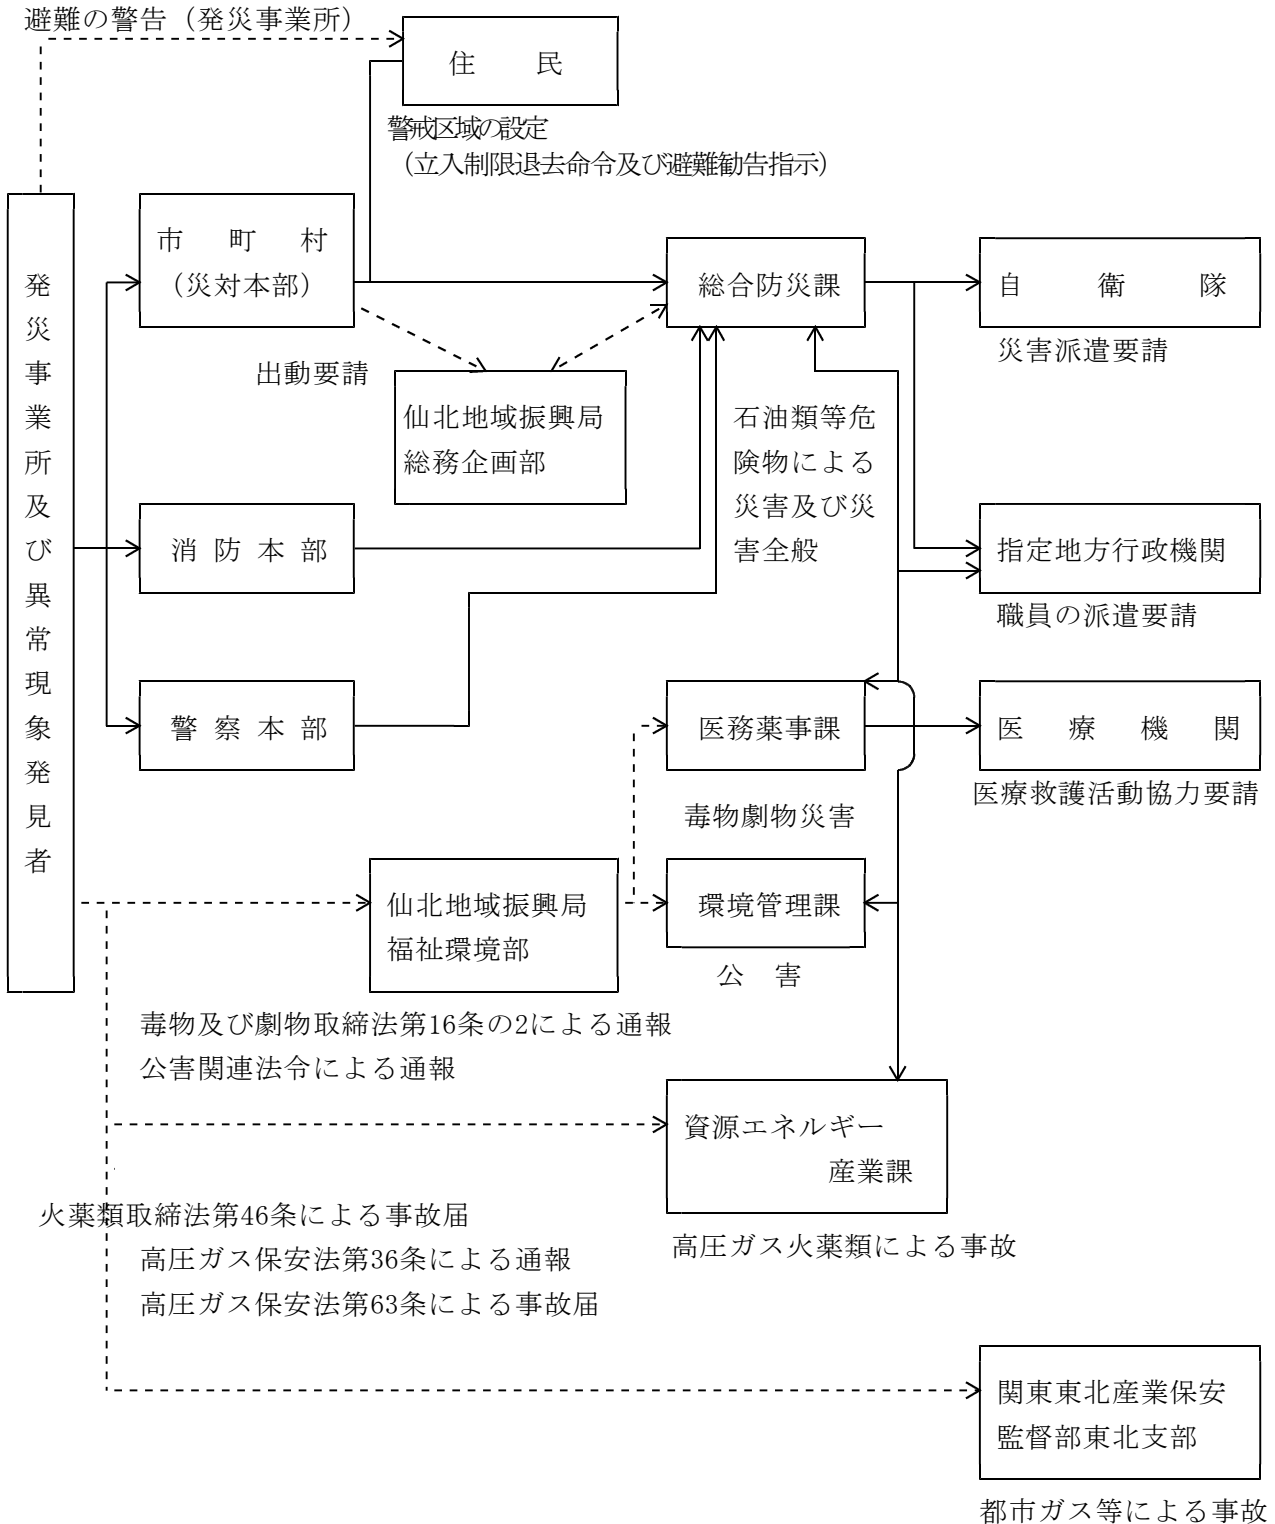 避難の警告（発災事業所）
住　　民
警戒区域の設定
（立入制限退去命令及び避難勧告指示）
発災事業所及び異常現象発見者
市　町　村
（災対本部）
総合防災課
自　　衛　　隊
災害派遣要請
出動要請
仙北地域振興局
総務企画部
石油類等危
険物による
災害及び災
害全般
消防本部
指定地方行政機関
職員の派遣要請
警察本部
医務薬事課
医　療　機　関
医療救護活動協力要請
毒物劇物災害
仙北地域振興局
福祉環境部
環境管理課
公　害
毒物及び劇物取締法第16条の2による通報
公害関連法令による通報
資源エネルギー
産業課
火薬類取締法第46条による事故届
高圧ガス火薬類による事故
高圧ガス保安法第36条による通報
高圧ガス保安法第63条による事故届
関東東北産業保安
監督部東北支部
都市ガス等による事故